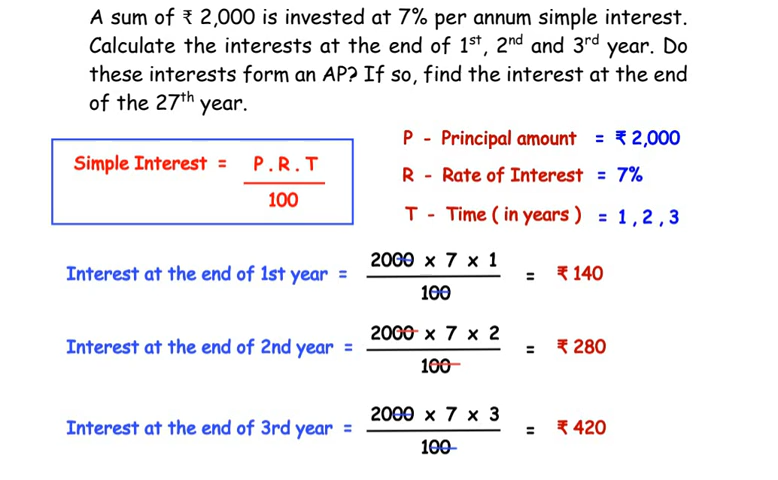 A sum of ₹ 2,000 is invested at 7% per annum simple interest.
Calculate the interests at the end of 1st, 2nd and 3rd year. Do
these interests form an AP? If so, find the interest at the end
of the 27th year.
P - Principal amount = ₹ 2,000
Simple Interest = P . R . T
100
R - Rate of Interest = 7%
T - Time ( in years ) = 1 , 2 , 3
2000 x 7 x 1
Interest at the end of 1st year = = ₹ 140
100
2000 x 7 x 2
Interest at the end of 2nd year = = ₹ 280
100
2000 x 7 x 3
Interest at the end of 3rd year = = ₹ 420
100